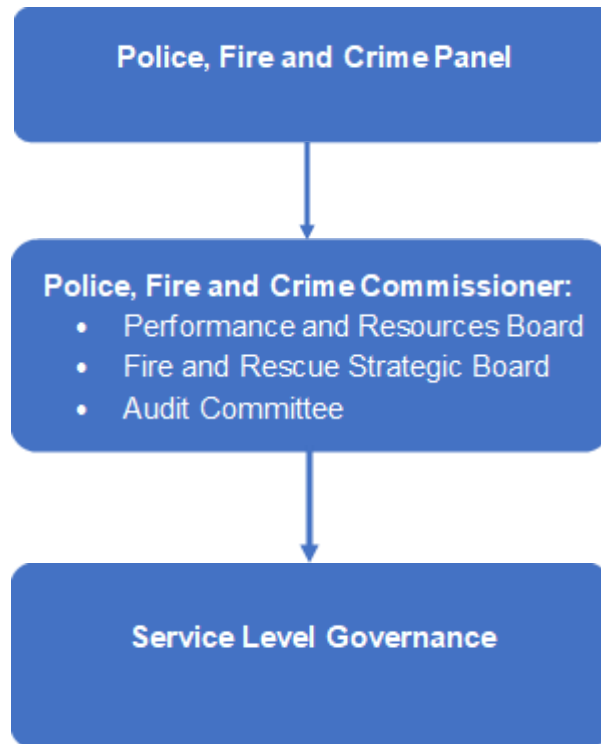 Police, Fire and Crime Panel
Police, Fire and Crime Commissioner:
• Performance and Resources Board
• Fire and Rescue Strategic Board
• Audit Committee
Service Level Governance